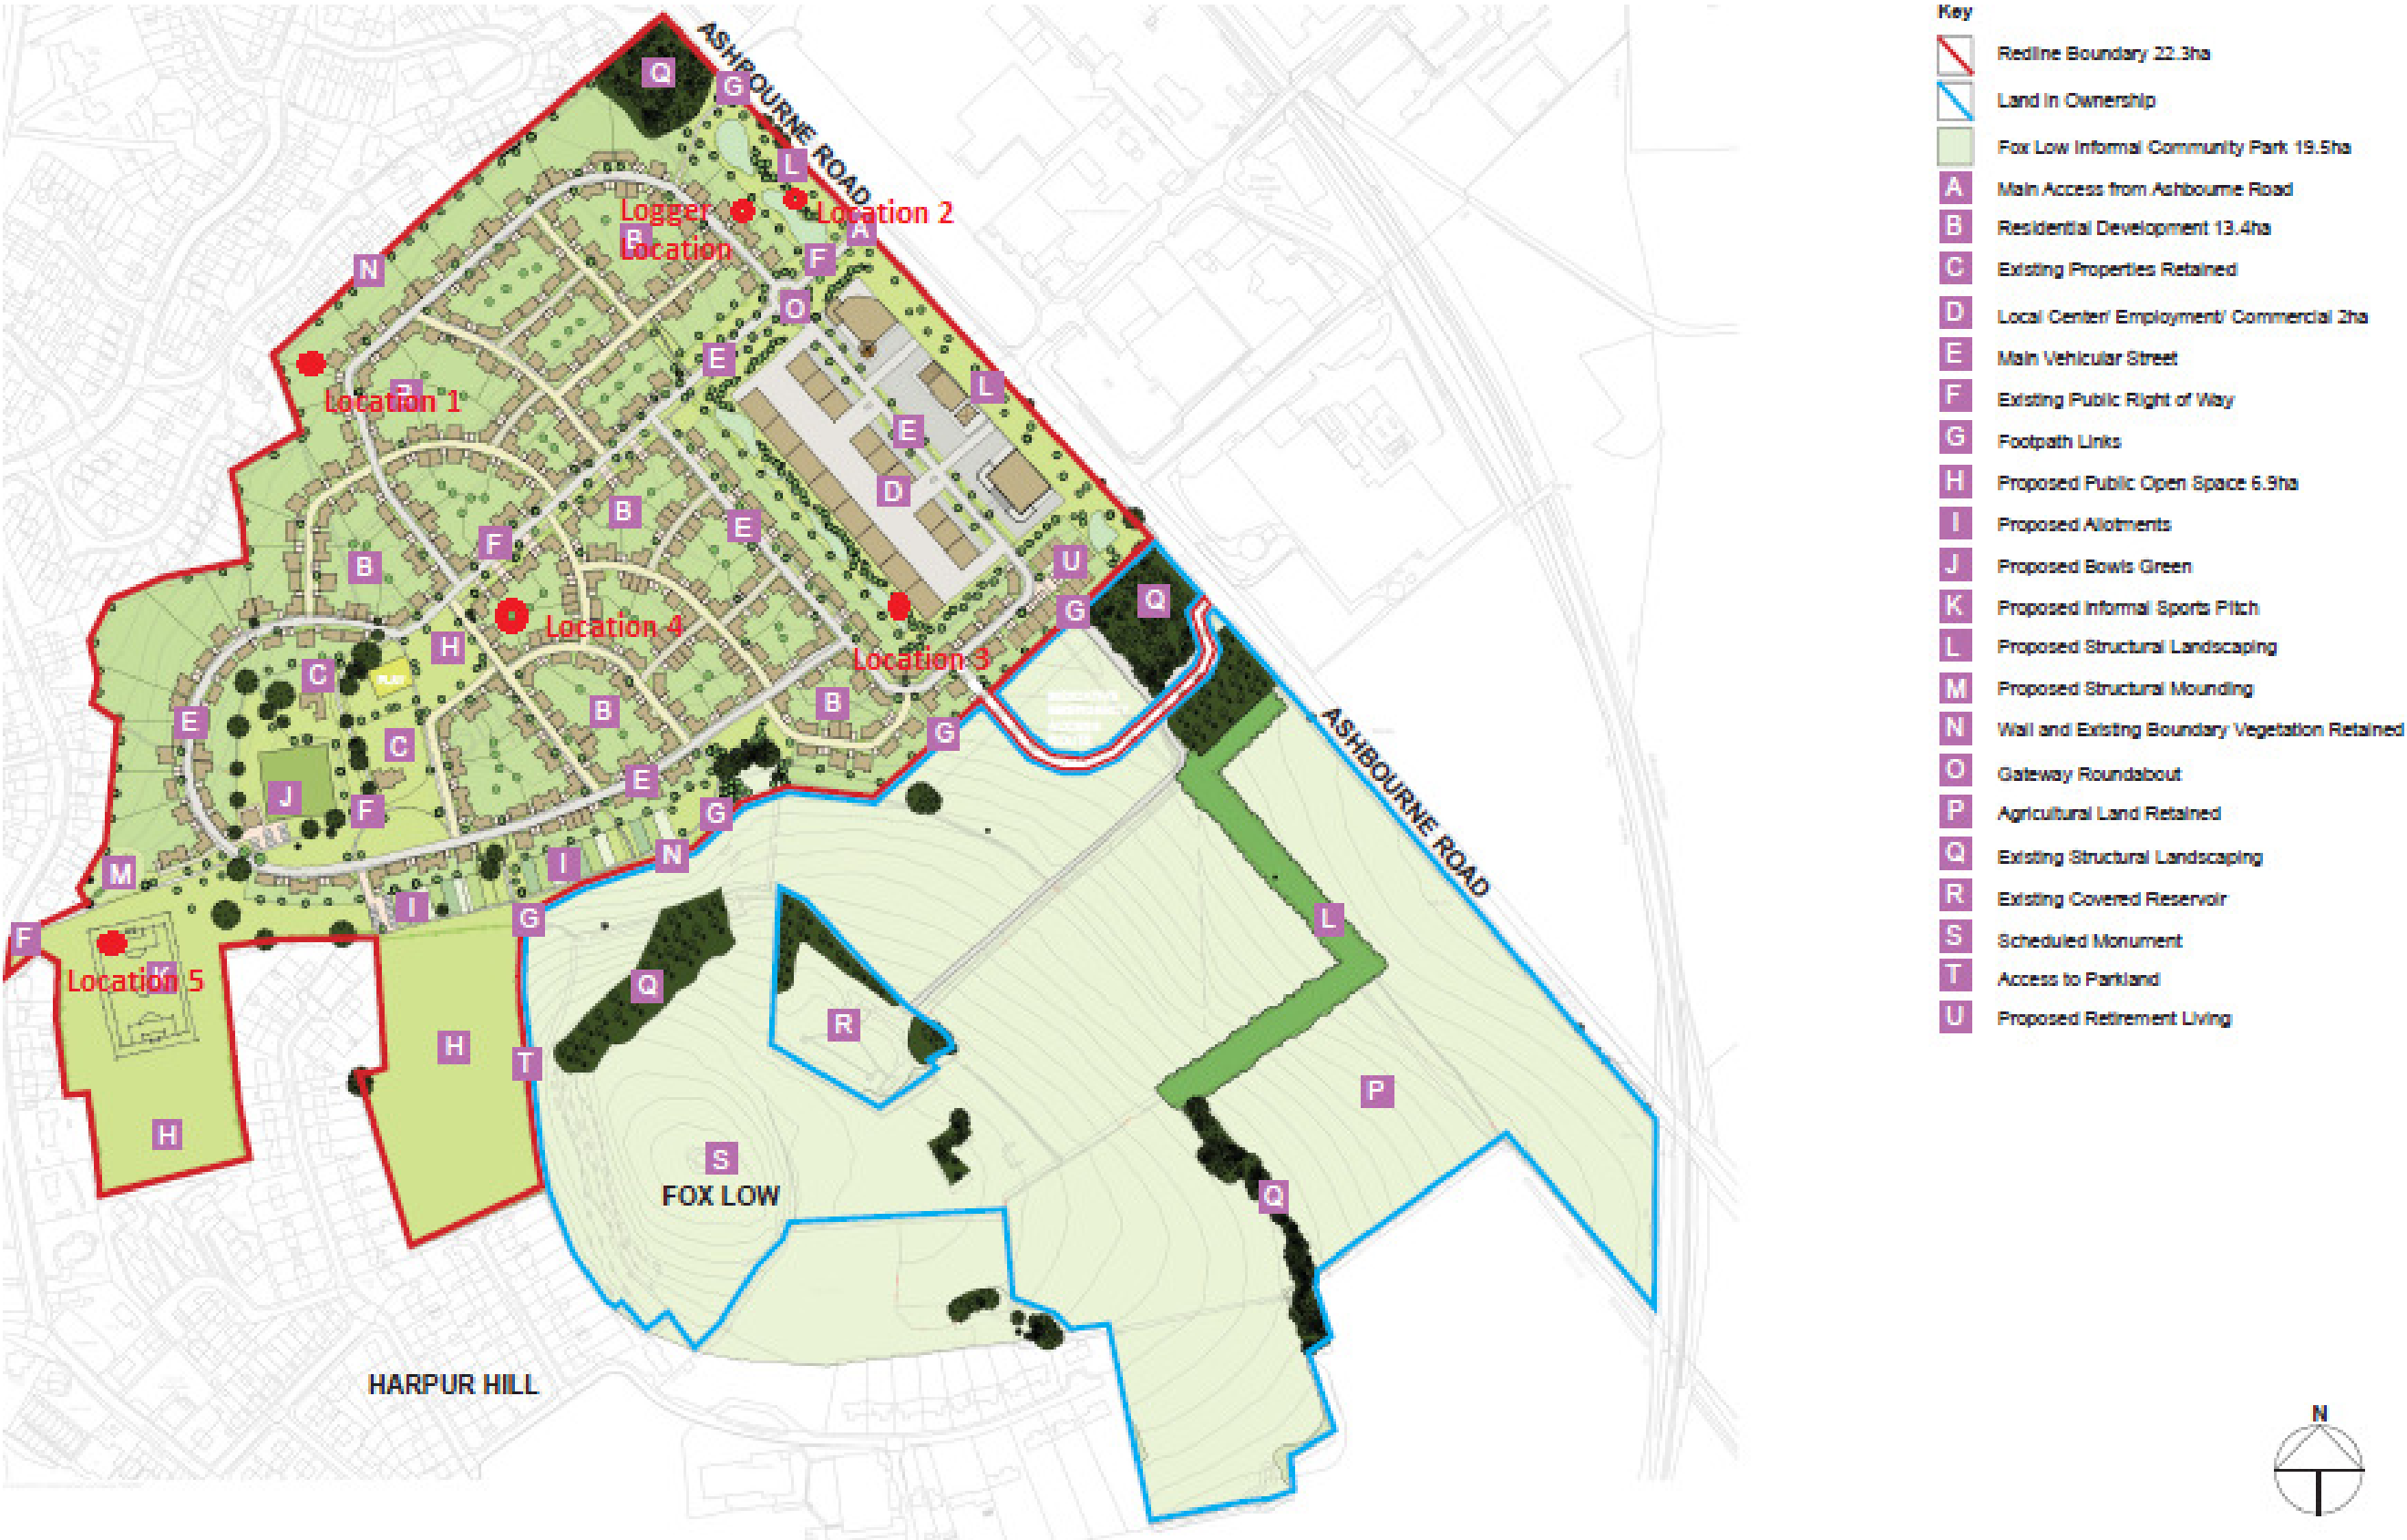 Key
Redline Boundary 22.3ha
Land in Ownership
Fox Low Informal Community Park 19.5ha
A Main Access from Ashbourne Road
B Residential Development 13.4ha
C Existing Properties Retained
D Local Center/ Employment/ Commercial 2ha
E Main Vehicular Street
F Existing Public Right of Way
G Footpath Links
H Proposed Public Open Space 6.9ha
I Proposed Allotments
J Proposed Bowls Green
K Proposed Informal Sports Pitch
L Proposed Structural Landscaping
M Proposed Structural Mounding
N Wall and Existing Boundary Vegetation Retained
O Gateway Roundabout
P Agricultural Land Retained
Q Existing Structural Landscaping
R Existing Covered Reservoir
S Scheduled Monument
T Access to Parkland
U Proposed Retirement Living
N
ASHBOURNE ROAD
Q
G
L
Logger
Location
B
Location 2
A
F
N
O
E
L
B
Location 1
E
D
B
E
F
B
U
G
Q
Location 4
H
Location 3
C
PLAY
B
B
E
C
G
ASHBOURNE ROAD
E
J
F
G
N
I
M
I
G
L
F
K
Location 5
Q
R
H
T
P
H
S
FOX LOW
Q
HARPUR HILL